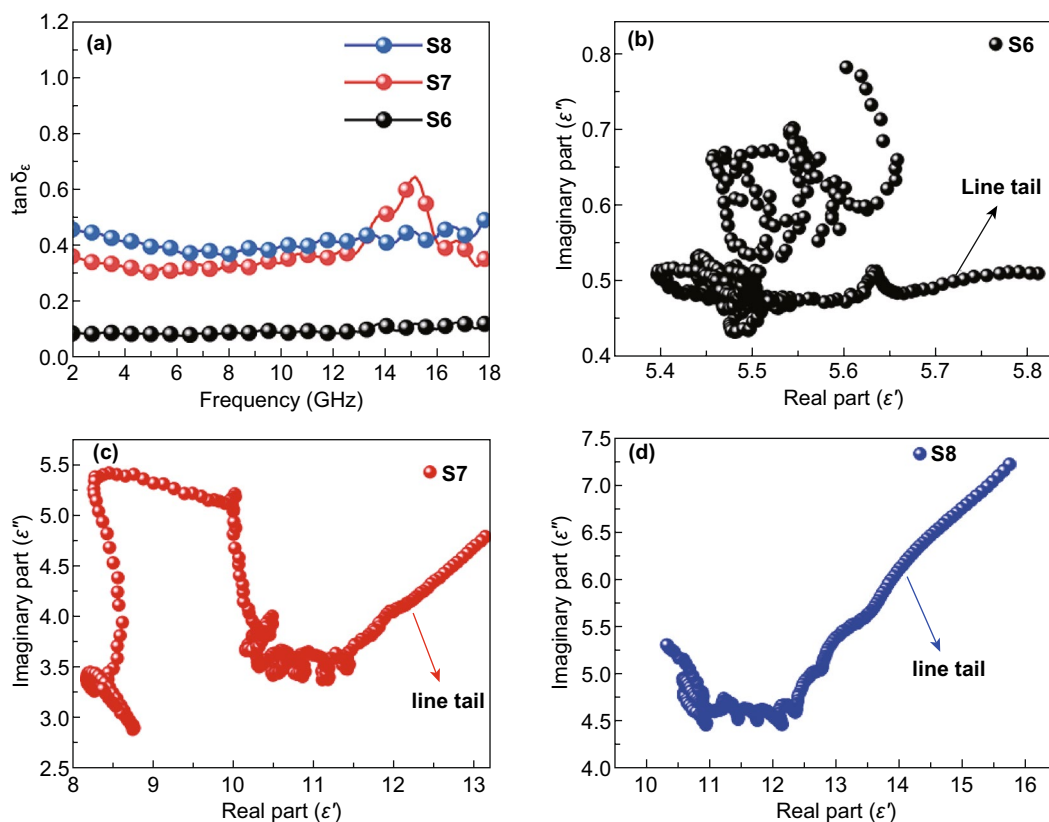 (a)
S8
S7
S6
1.2
1.0
0.8
0.6
0.4
0.2
0.0
tanδε
2 4 6 8 10 12 14 16 18
Frequency (GHz)
(b)
S6
0.8
0.7
0.6
0.5
0.4
Imaginary part (ε″)
Line tail
5.4 5.5 5.6 5.7 5.8
Real part (ε′)
(c)
S7
5.5
5.0
4.5
4.0
3.5
3.0
2.5
Imaginary part (ε″)
line tail
8 9 10 11 12 13
Real part (ε′)
(d)
S8
7.5
7.0
6.5
6.0
5.5
5.0
4.5
4.0
Imaginary part (ε″)
line tail
10 11 12 13 14 15 16
Real part (ε′)